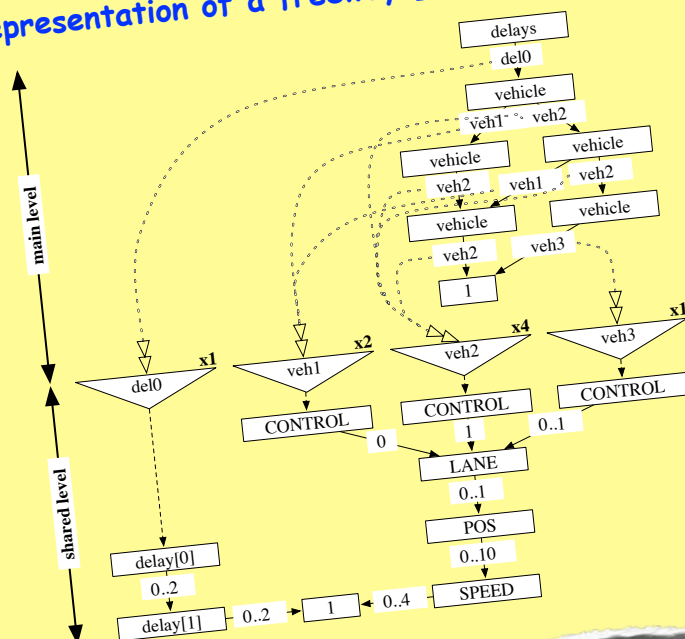 representation of a
delays
del0
vehicle
veh1
veh2
vehicle
vehicle
veh2
veh1
veh2
vehicle
vehicle
veh2
veh3
1
main level
x1
x2
x4
x1
del0
veh1
veh2
veh3
CONTROL
CONTROL
CONTROL
0
1
0..1
LANE
0..1
POS
0..10
SPEED
shared level
delay[0]
0..2
delay[1]
0..2
1
0..4